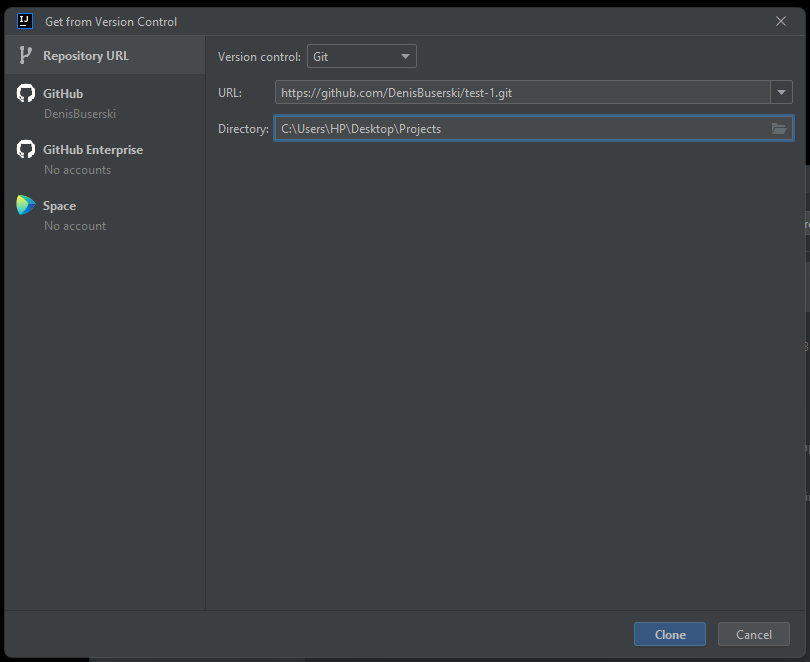 IJ
Get from Version Control
Repository URL
GitHub
DenisBuserski
GitHub Enterprise
No accounts
Space
No account
Version control: Git
URL: https://github.com/DenisBuserski/test-1.git
Directory: C:\Users\HP\Desktop\Projects
Clone Cancel